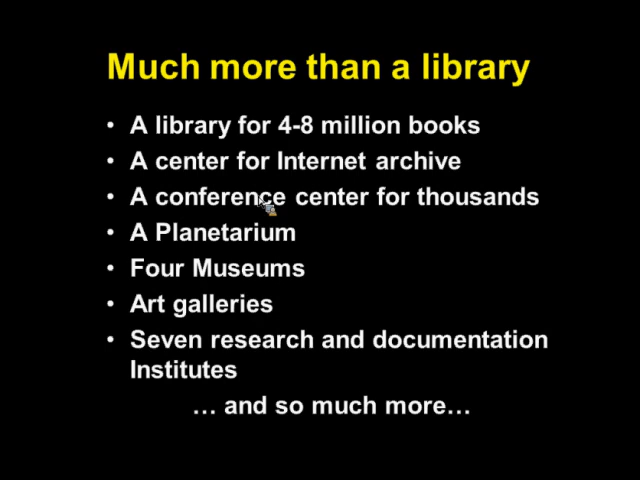 Much more than a library
• A library for 4-8 million books
• A center for Internet archive
• A conference center for thousands
• A Planetarium
• Four Museums
• Art galleries
• Seven research and documentation
Institutes
… and so much more…